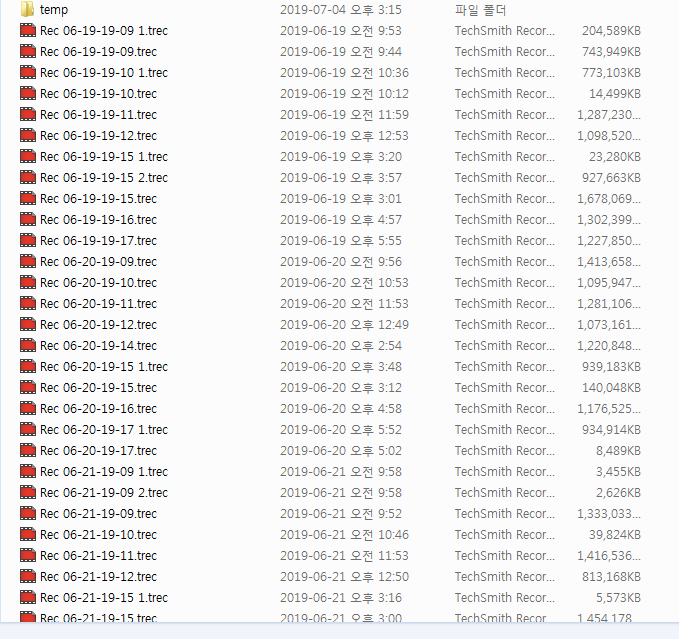 temp 2019-07-04 오후 3:15 파일 폴더
Rec 06-19-19-09 1.trec 2019-06-19 오전 9:53 TechSmith Recor... 204,589KB
Rec 06-19-19-09.trec 2019-06-19 오전 9:44 TechSmith Recor... 743,949KB
Rec 06-19-19-10 1.trec 2019-06-19 오전 10:36 TechSmith Recor... 773,103KB
Rec 06-19-19-10.trec 2019-06-19 오전 10:12 TechSmith Recor... 14,499KB
Rec 06-19-19-11.trec 2019-06-19 오전 11:59 TechSmith Recor... 1,287,230...
Rec 06-19-19-12.trec 2019-06-19 오후 12:53 TechSmith Recor... 1,098,520...
Rec 06-19-19-15 1.trec 2019-06-19 오후 3:20 TechSmith Recor... 23,280KB
Rec 06-19-19-15 2.trec 2019-06-19 오후 3:57 TechSmith Recor... 927,663KB
Rec 06-19-19-15.trec 2019-06-19 오후 3:01 TechSmith Recor... 1,678,069...
Rec 06-19-19-16.trec 2019-06-19 오후 4:57 TechSmith Recor... 1,302,399...
Rec 06-19-19-17.trec 2019-06-19 오후 5:55 TechSmith Recor... 1,227,850...
Rec 06-20-19-09.trec 2019-06-20 오전 9:56 TechSmith Recor... 1,413,658...
Rec 06-20-19-10.trec 2019-06-20 오전 10:53 TechSmith Recor... 1,095,947...
Rec 06-20-19-11.trec 2019-06-20 오전 11:53 TechSmith Recor... 1,281,106...
Rec 06-20-19-12.trec 2019-06-20 오후 12:49 TechSmith Recor... 1,073,161...
Rec 06-20-19-14.trec 2019-06-20 오후 2:54 TechSmith Recor... 1,220,848...
Rec 06-20-19-15 1.trec 2019-06-20 오후 3:48 TechSmith Recor... 939,183KB
Rec 06-20-19-15.trec 2019-06-20 오후 3:12 TechSmith Recor... 140,048KB
Rec 06-20-19-16.trec 2019-06-20 오후 4:58 TechSmith Recor... 1,176,525...
Rec 06-20-19-17 1.trec 2019-06-20 오후 5:52 TechSmith Recor... 934,914KB
Rec 06-20-19-17.trec 2019-06-20 오후 5:02 TechSmith Recor... 8,489KB
Rec 06-21-19-09 1.trec 2019-06-21 오전 9:58 TechSmith Recor... 3,455KB
Rec 06-21-19-09 2.trec 2019-06-21 오전 9:58 TechSmith Recor... 2,626KB
Rec 06-21-19-09.trec 2019-06-21 오전 9:52 TechSmith Recor... 1,333,033...
Rec 06-21-19-10.trec 2019-06-21 오전 10:46 TechSmith Recor... 39,824KB
Rec 06-21-19-11.trec 2019-06-21 오전 11:53 TechSmith Recor... 1,416,536...
Rec 06-21-19-12.trec 2019-06-21 오후 12:50 TechSmith Recor... 813,168KB
Rec 06-21-19-15 1.trec 2019-06-21 오후 3:16 TechSmith Recor... 5,573KB
Rec 06-21-19-15.trec 2019-06-21 오후 3:00 TechSmith Recor... 1,454,178...